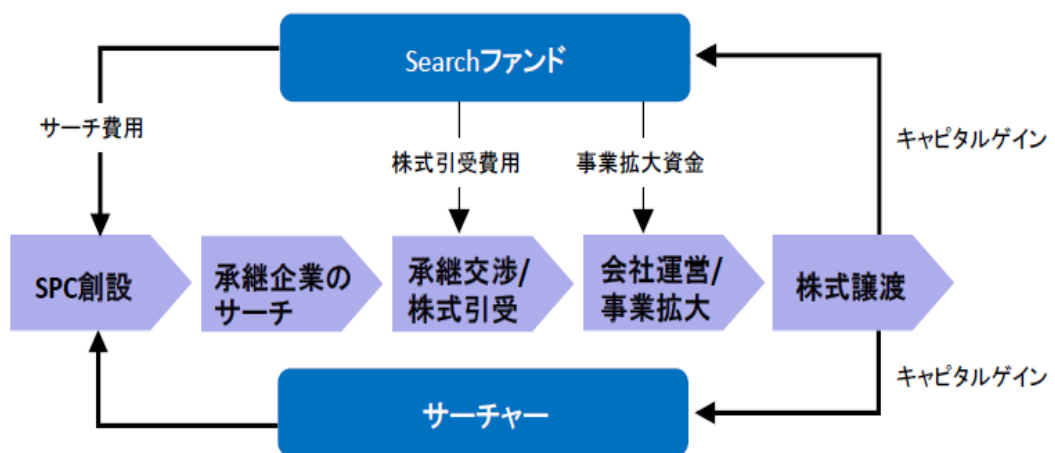 Searchファンド
サーチ費用
株式引受費用
事業拡大資金
キャピタルゲイン
SPC創設
承継企業の
サーチ
承継交渉/
株式引受
会社運営/
事業拡大
株式譲渡
キャピタルゲイン
サーチャー